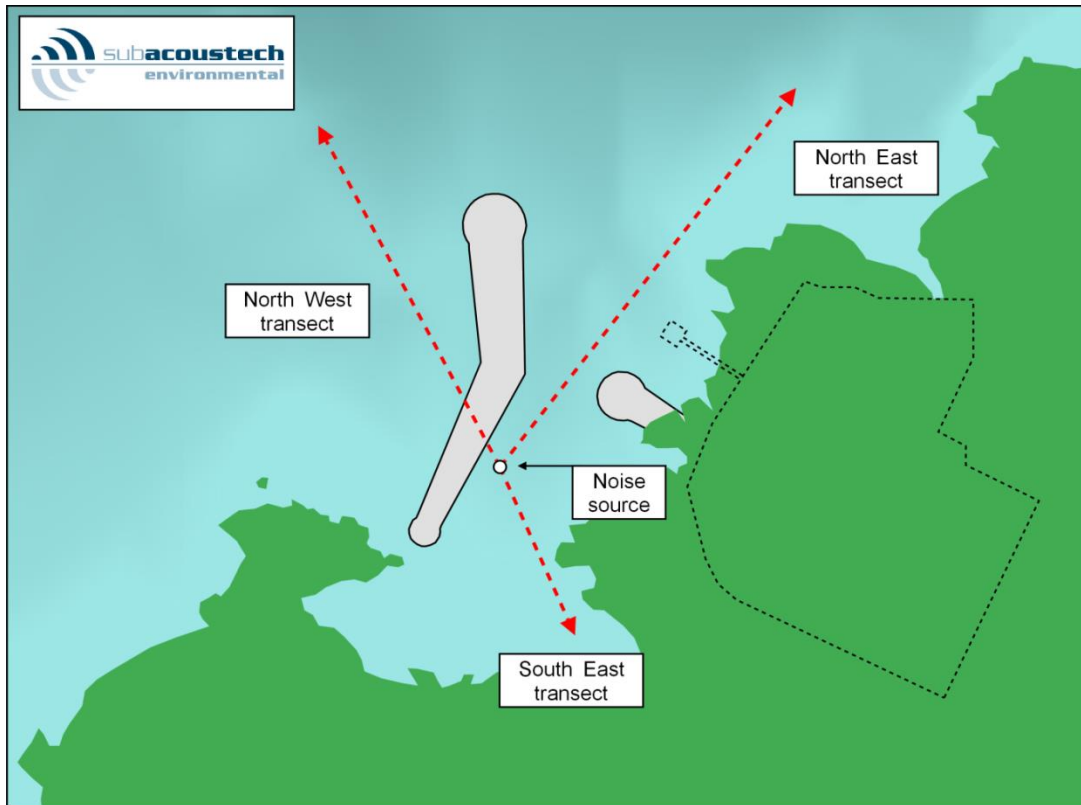 subacoustech
environmental
North East
transect
North West
transect
Noise
source
South East
transect